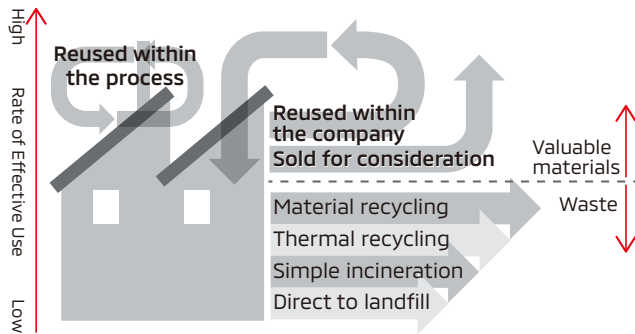 High
Rate of Effective Use
Low
Reused within
the process
Reused within
the company
Sold for consideration
Valuable
materials
Waste
Material recycling
Thermal recycling
Simple incineration
Direct to landfill